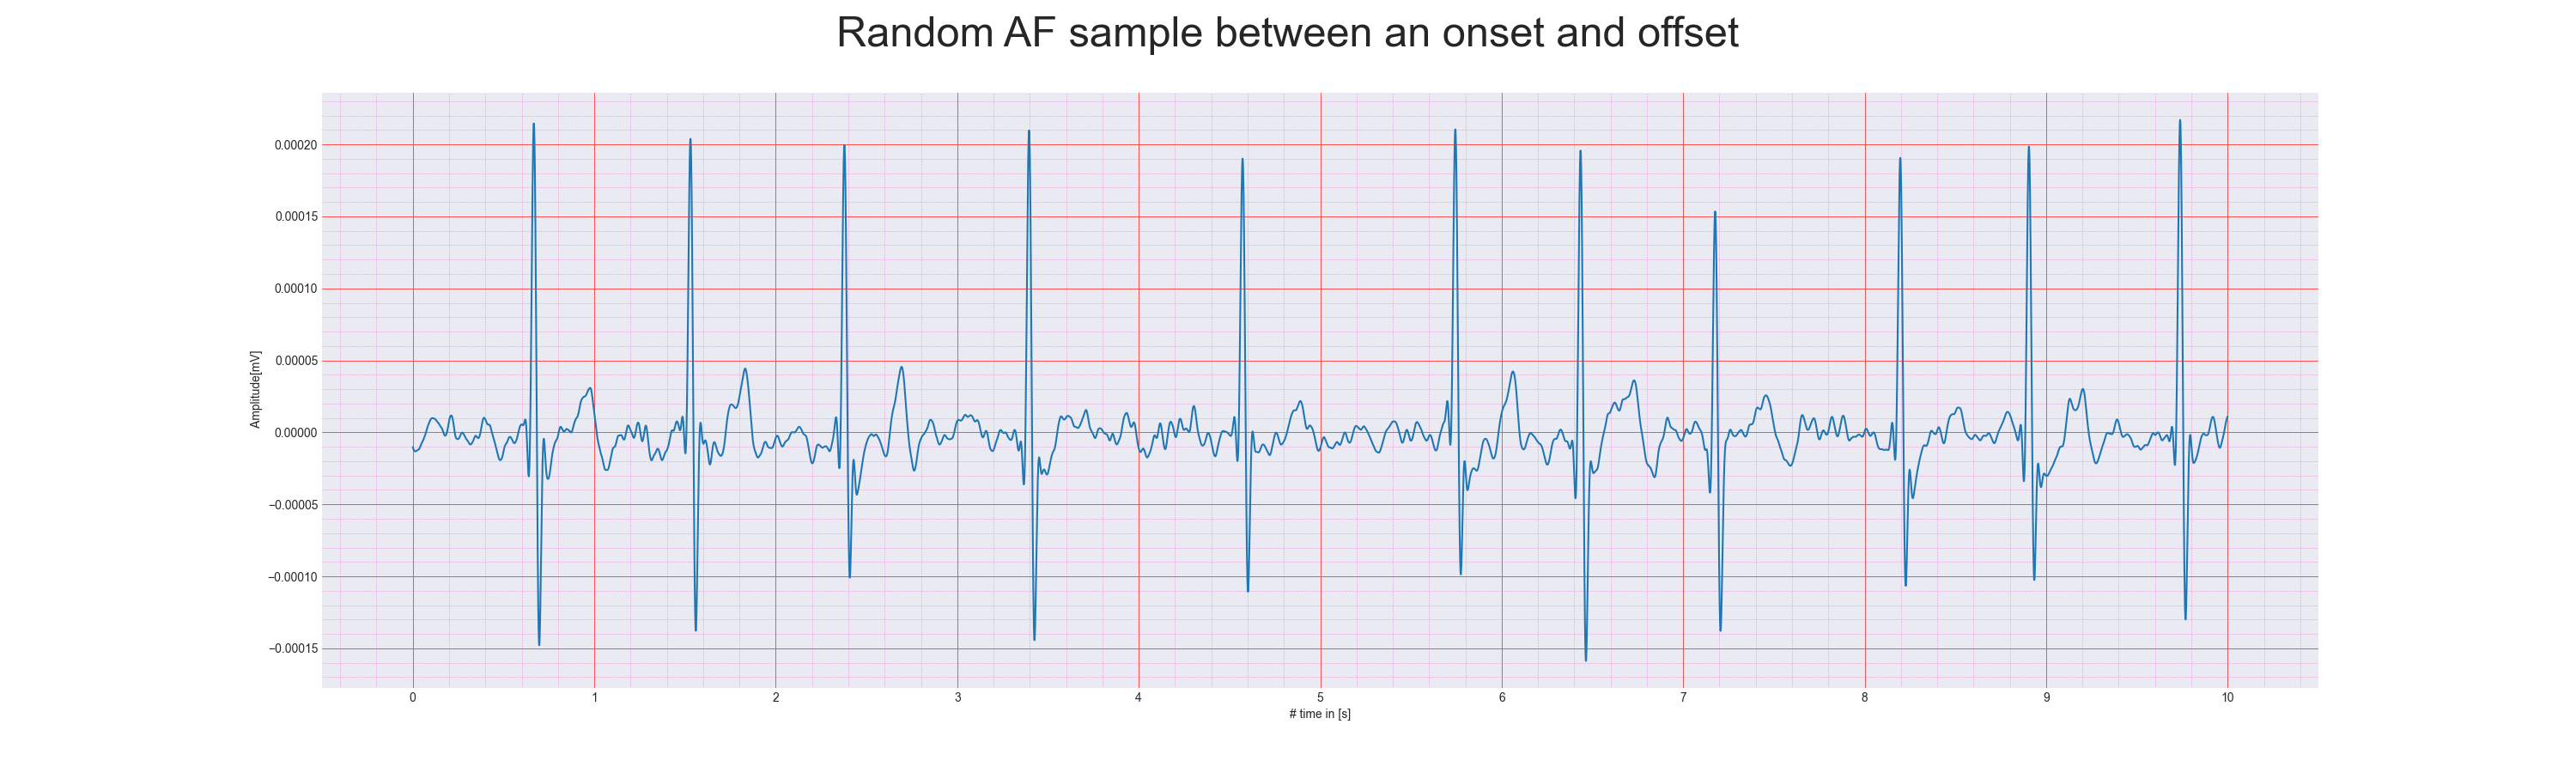 Random AF sample between an onset and offset
0.00020
0.00015
0.00010
0.00005
0.00000
−0.00005
−0.00010
−0.00015
Amplitude[mV]
0 1 2 3 4 5 6 7 8 9 10
# time in [s]